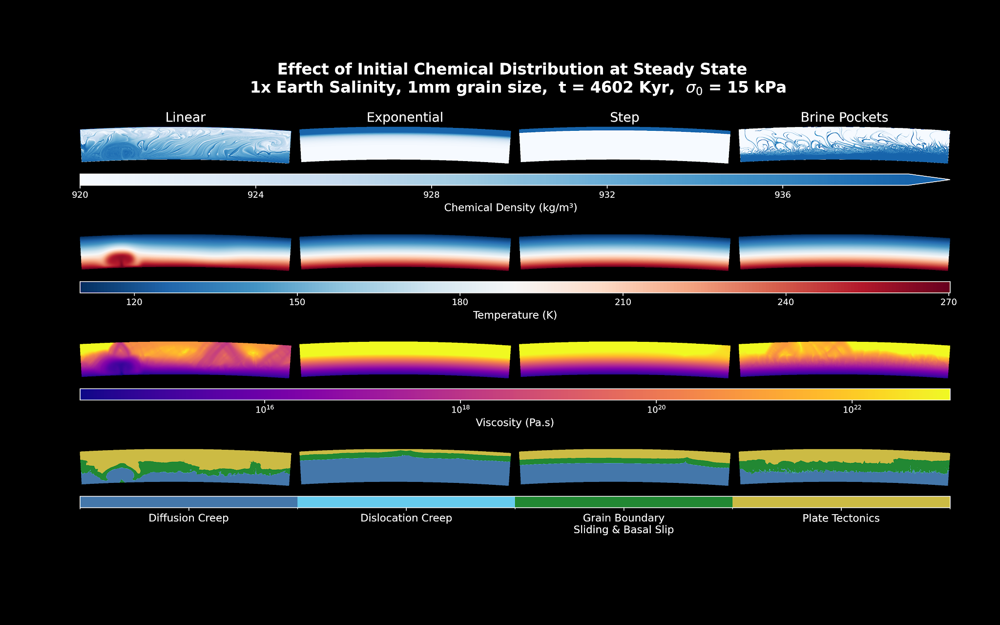 Effect of Initial Chemical Distribution at Steady State
1x Earth Salinity, 1mm grain size,  t = 4602 Kyr,  σ₀ = 15 kPa
Linear
Exponential
Step
Brine Pockets
920
924
928
932
936
Chemical Density (kg/m³)
120
150
180
210
240
270
Temperature (K)
10¹⁶
10¹⁸
10²⁰
10²²
Viscosity (Pa.s)
Diffusion Creep
Dislocation Creep
Grain Boundary
Sliding & Basal Slip
Plate Tectonics